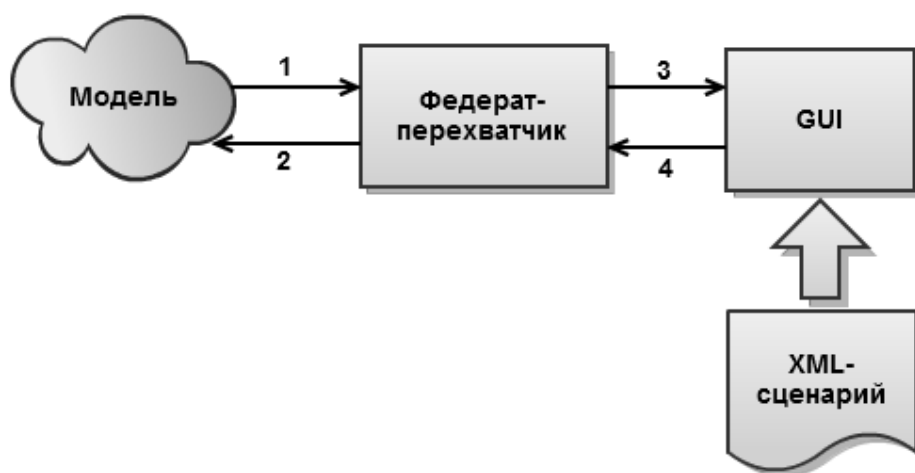 Модель
1
2
Федерат-
перехватчик
3
4
GUI
XML-
сценарий